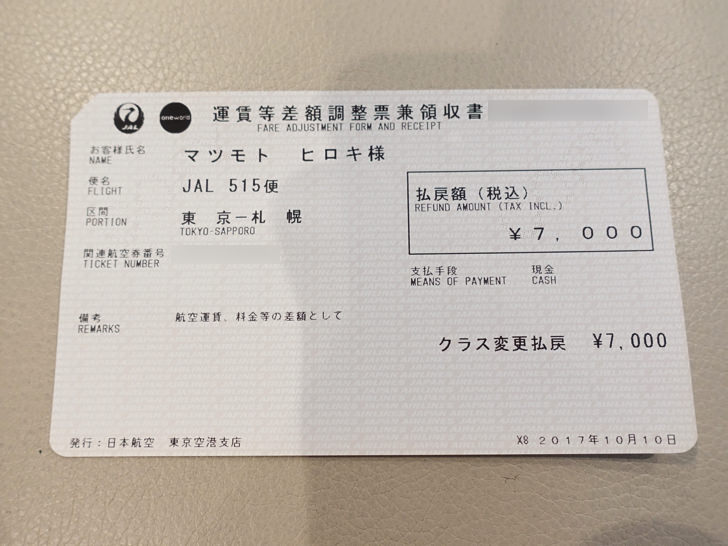 JAL
oneworld
運賃等差額調整票兼領収書
FARE ADJUSTMENT FORM AND RECEIPT
お客様氏名
NAME
マツモト ヒロキ様
便名
FLIGHT
JAL 515便
区間
PORTION
東 京－札 幌
TOKYO-SAPPORO
関連航空券番号
TICKET NUMBER
払戻額（税込）
REFUND AMOUNT (TAX INCL.)
￥7，000
支払手段
MEANS OF PAYMENT
現金
CASH
備考
REMARKS
航空運賃、料金等の差額として
クラス変更払戻 ¥7,000
発行：日本航空 東京空港支店
X8 ２０１７年１０月１０日